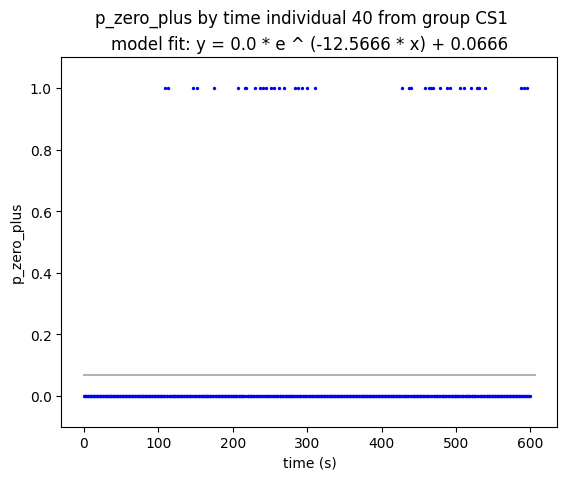 p_zero_plus by time individual 40 from group CS1
model fit: y = 0.0 * e ^ (-12.5666 * x) + 0.0666
1.0
0.8
0.6
0.4
0.2
0.0
p_zero_plus
0 100 200 300 400 500 600
time (s)